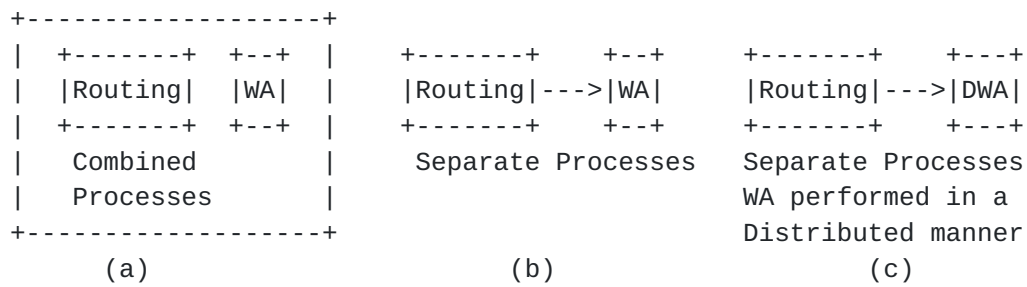 +-------------------+
|  +-------+  +--+  |    +-------+    +--+     +-------+    +---+
|  |Routing|  |WA|  |    |Routing|--->|WA|     |Routing|--->|DWA|
|  +-------+  +--+  |    +-------+    +--+     +-------+    +---+
|   Combined        |     Separate Processes   Separate Processes
|   Processes       |                          WA performed in a
+-------------------+                          Distributed manner
      (a)                       (b)                    (c)